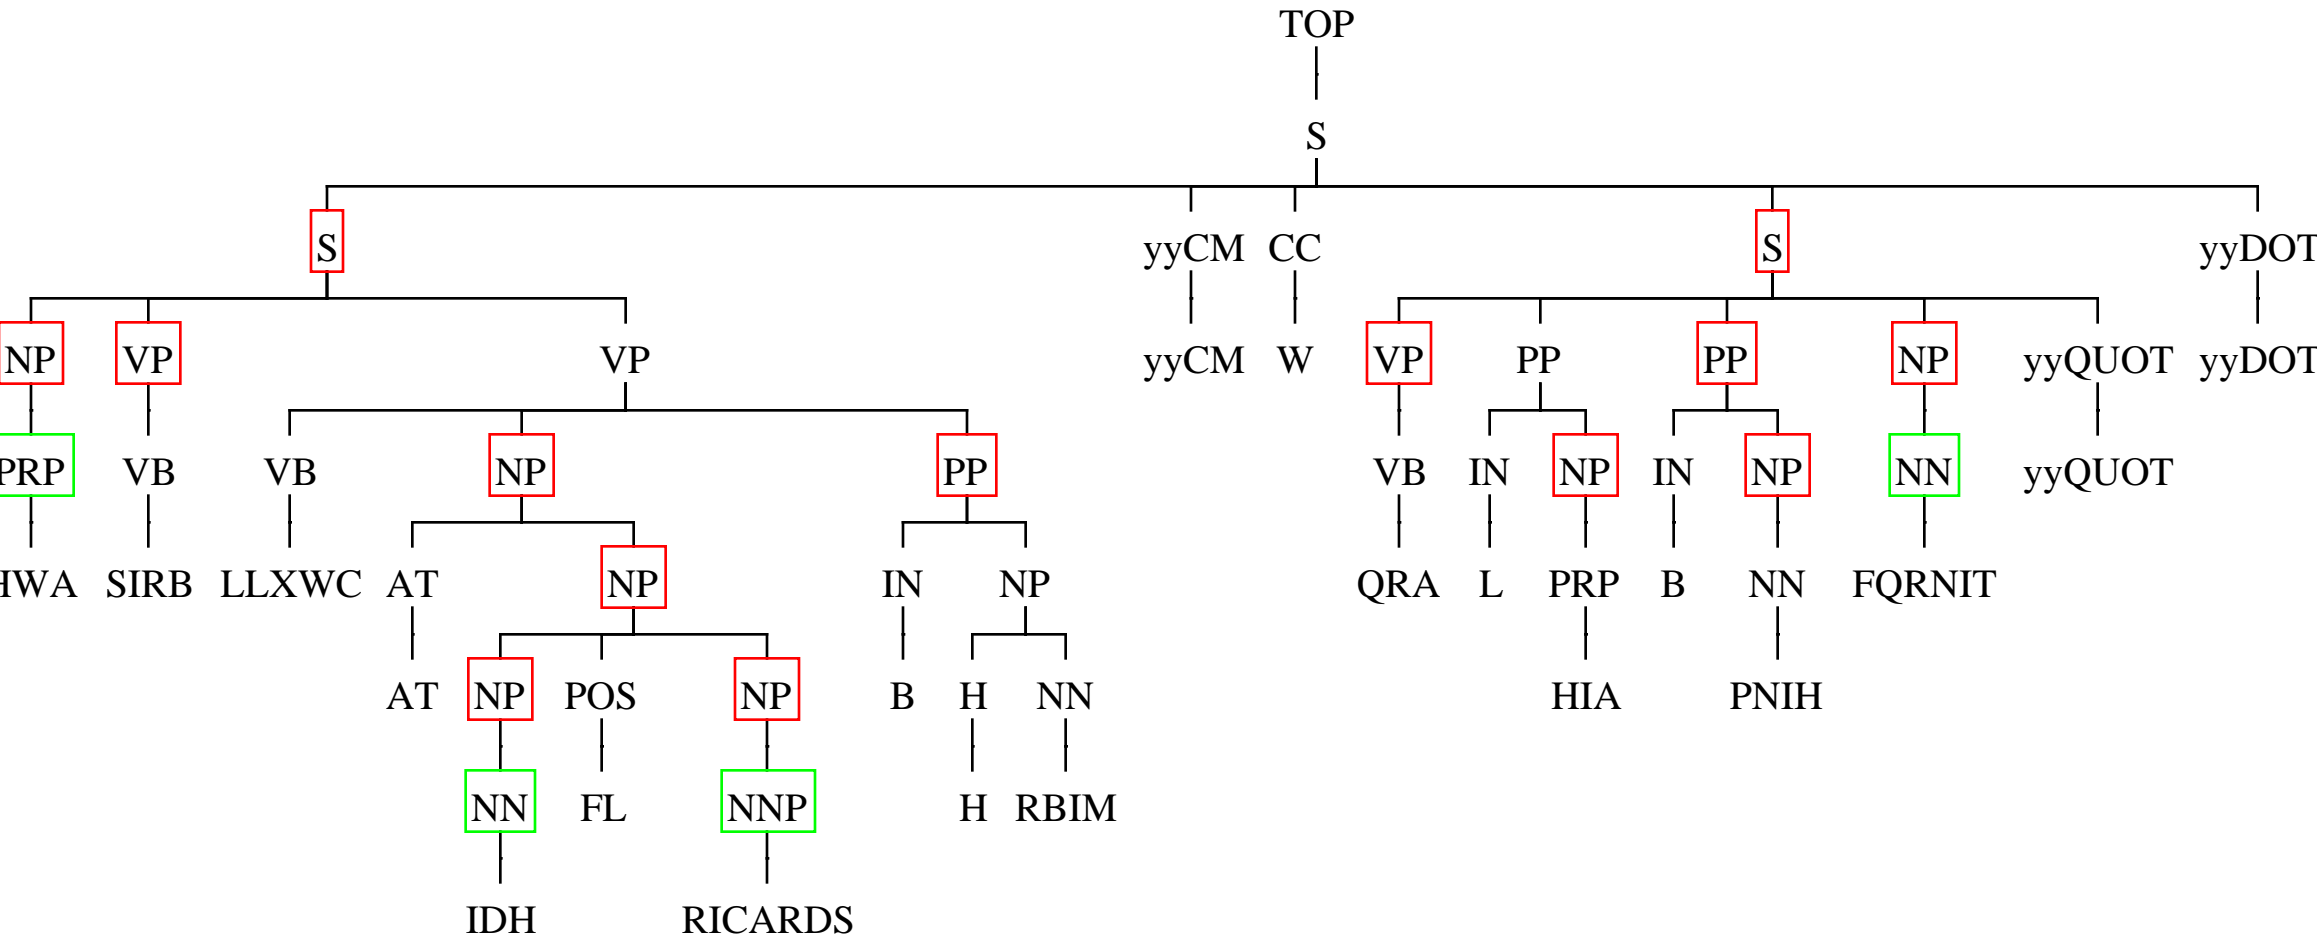 TOP
S
S yyCM CC S yyDOT
NP VP VP yyCM W VP PP PP NP yyQUOT yyDOT
PRP VB VB NP PP VB IN NP IN NP NN yyQUOT
HWA SIRB LLXWC AT NP IN NP QRA L PRP B NN FQRNIT
AT NP POS NP B H NN HIA PNIH
NN FL NNP H RBIM
IDH RICARDS